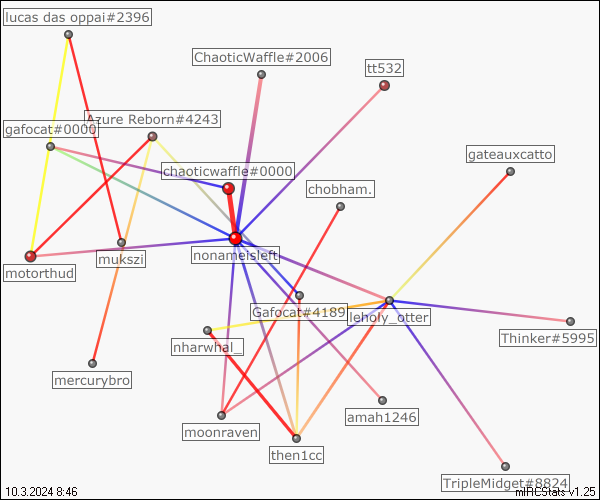 lucas das oppai#2396
ChaoticWaffle#2006
tt532
Azure Reborn#4243
gafocat#0000
gateauxcatto
chaoticwaffle#0000
chobham.
nonameisleft
mukszi
motorthud
Gafocat#4189
leholy_otter
Thinker#5995
nharwhal_
mercurybro
amah1246
moonraven
then1cc
TripleMidget#8824
10.3.2024 8:46
mIRCStats v1.25